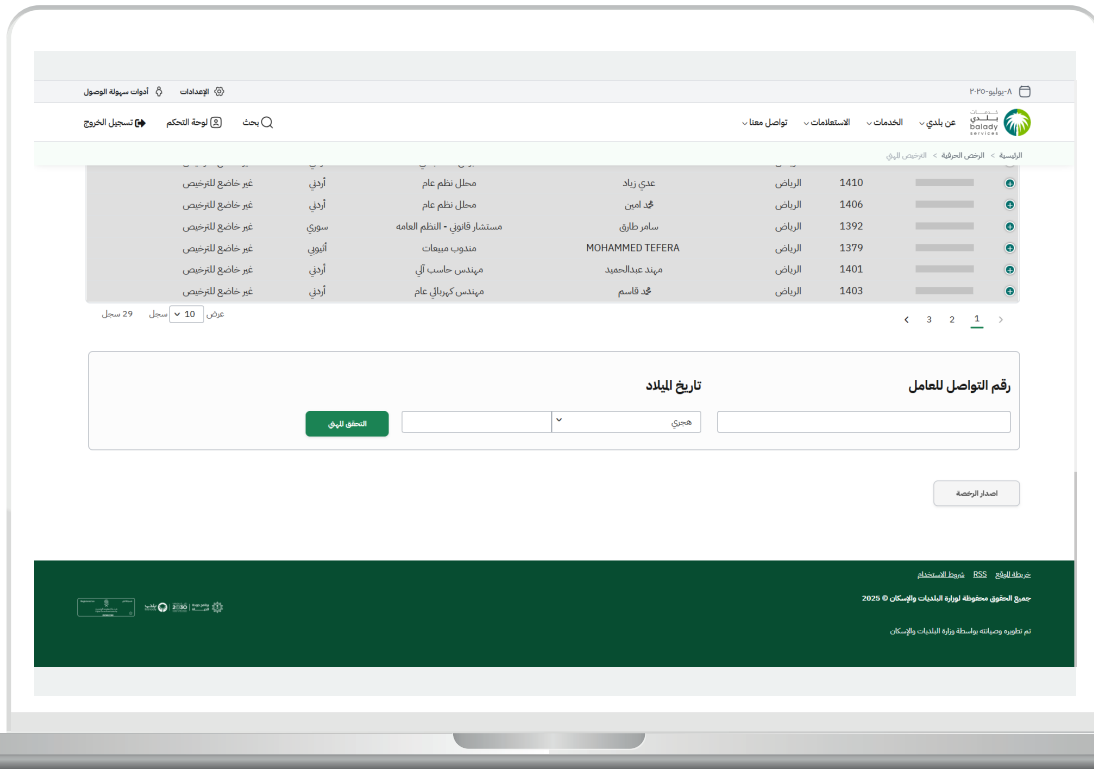 ٨-يوليو-٢٠٢٥
الإعدادات
أدوات سهولة الوصول
خدمات
بلدي
balady
services
عن بلدي
الخدمات
الاستعلامات
تواصل معنا
بحث
لوحة التحكم
تسجيل الخروج
الرئيسية > الرخص الحرفية > الترخيص المهني
1410 الرياض عدي زياد محلل نظم عام أردني غير خاضع للترخيص
1406 الرياض محمد امين محلل نظم عام أردني غير خاضع للترخيص
1392 الرياض سامر طارق مستشار قانوني - النظم العامه سوري غير خاضع للترخيص
1379 الرياض MOHAMMED TEFERA مندوب مبيعات أثيوبي غير خاضع للترخيص
1401 الرياض مهند عبدالحميد مهندس حاسب آلي أردني غير خاضع للترخيص
1403 الرياض محمد قاسم مهندس كهربائي عام أردني غير خاضع للترخيص
1 2 3
عرض 10 سجل 29 سجل
رقم التواصل للعامل
تاريخ الميلاد
هجري
التحقق المهني
اصدار الرخصة
خريطة الموقع RSS شروط الاستخدام
جميع الحقوق محفوظة لوزارة البلديات والإسكان © 2025
تم تطويره وصيانته بواسطة وزارة البلديات والإسكان